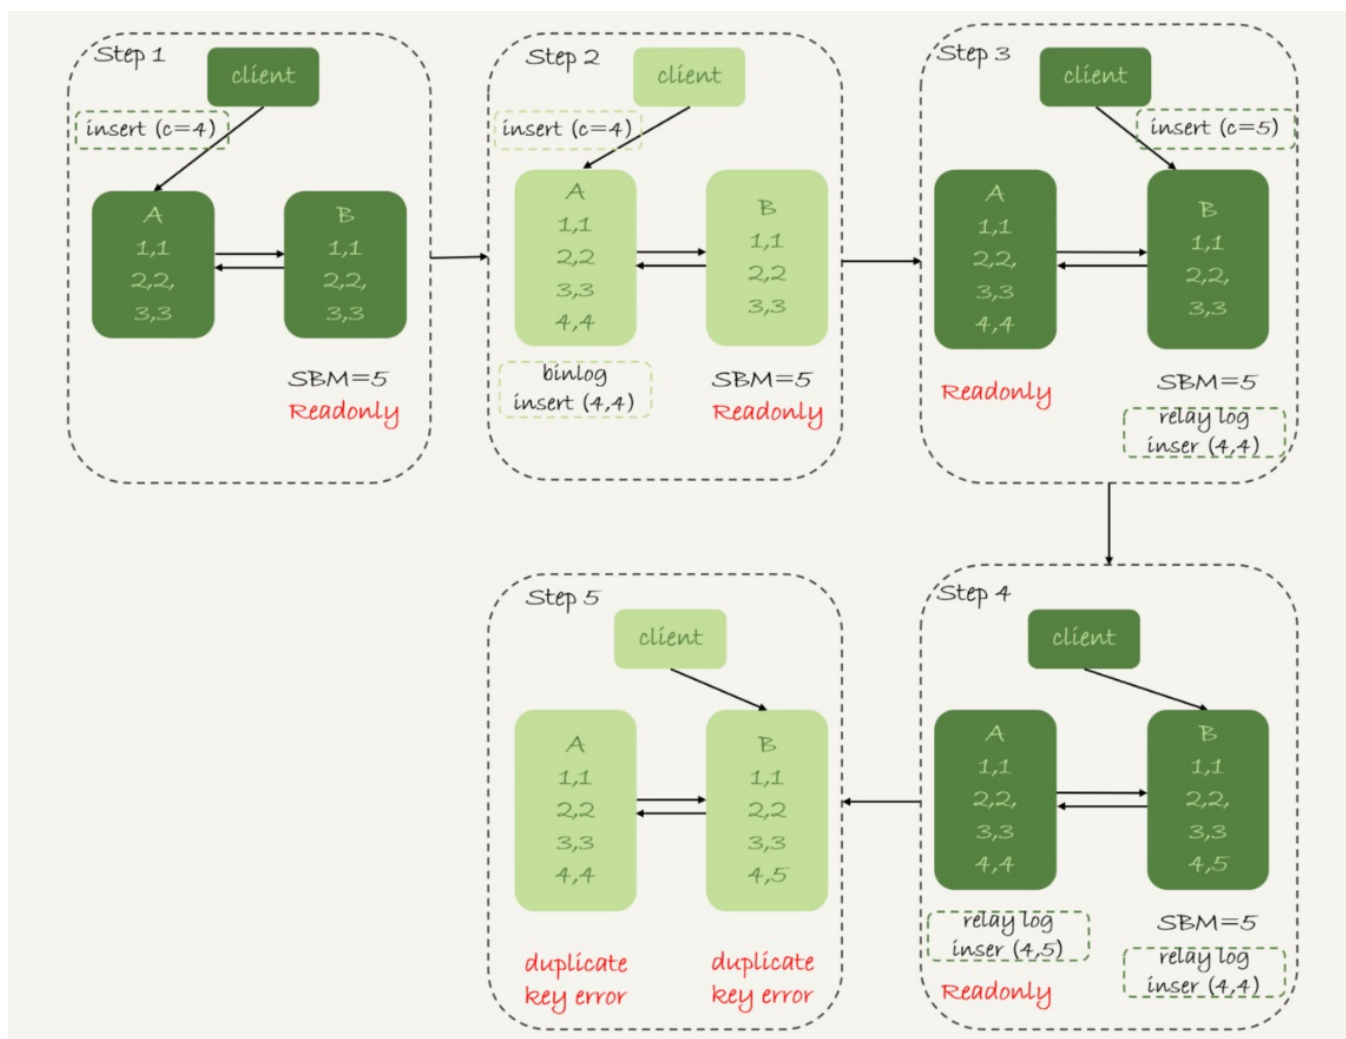 Step 1
client
insert (c=4)
A
1,1
2,2,
3,3
B
1,1
2,2,
3,3
SBM=5
Readonly
Step 2
client
insert (c=4)
A
1,1
2,2
3,3
4,4
B
1,1
2,2
3,3
binlog
insert (4,4)
SBM=5
Readonly
Step 3
client
insert (c=5)
A
1,1
2,2,
3,3
4,4
B
1,1
2,2,
3,3
Readonly
SBM=5
relay log
inser (4,4)
Step 4
client
A
1,1
2,2,
3,3
4,4
B
1,1
2,2,
3,3
4,5
relay log
inser (4,5)
Readonly
SBM=5
relay log
inser (4,4)
Step 5
client
A
1,1
2,2
3,3
4,4
B
1,1
2,2
3,3
4,5
duplicate
key error
duplicate
key error